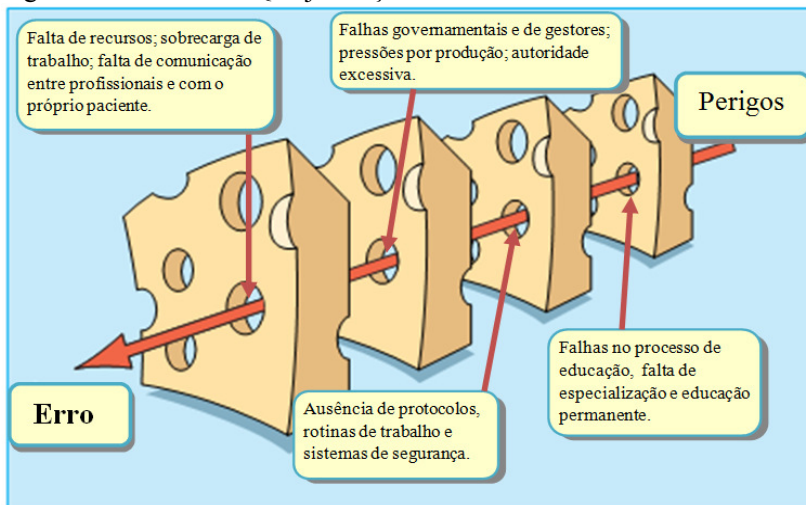 Falta de recursos; sobrecarga de
trabalho; falta de comunicação
entre profissionais e com o
próprio paciente.
Falhas governamentais e de gestores;
pressões por produção; autoridade
excessiva.
Perigos
Erro
Ausência de protocolos,
rotinas de trabalho e
sistemas de segurança.
Falhas no processo de
educação, falta de
especialização e educação
permanente.